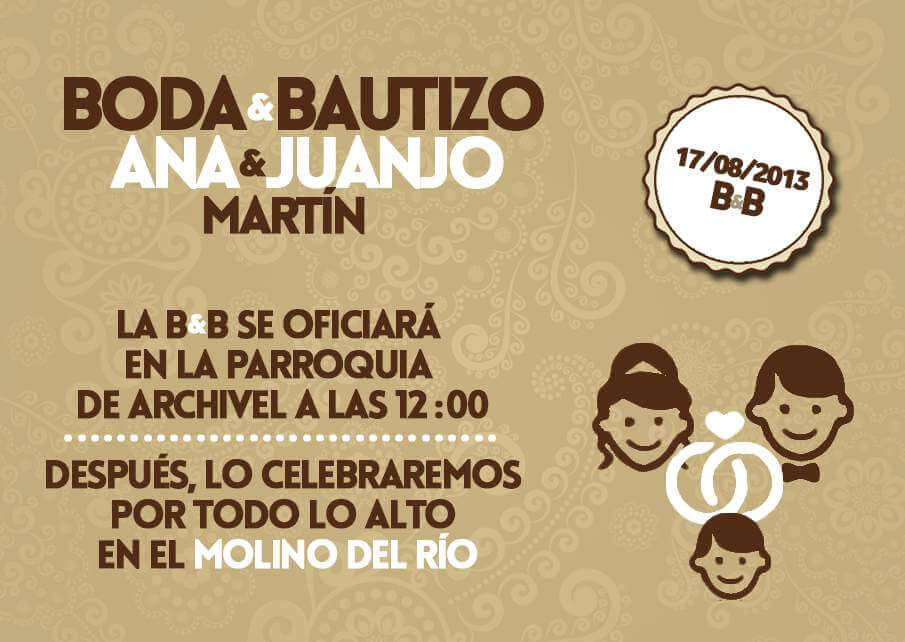 BODA & BAUTIZO
ANA & JUANJO
MARTÍN
17/08/2013
B&B
LA B&B SE OFICIARÁ
EN LA PARROQUIA
DE ARCHIVEL A LAS 12:00
DESPUÉS, LO CELEBRAREMOS
POR TODO LO ALTO
EN EL MOLINO DEL RÍO